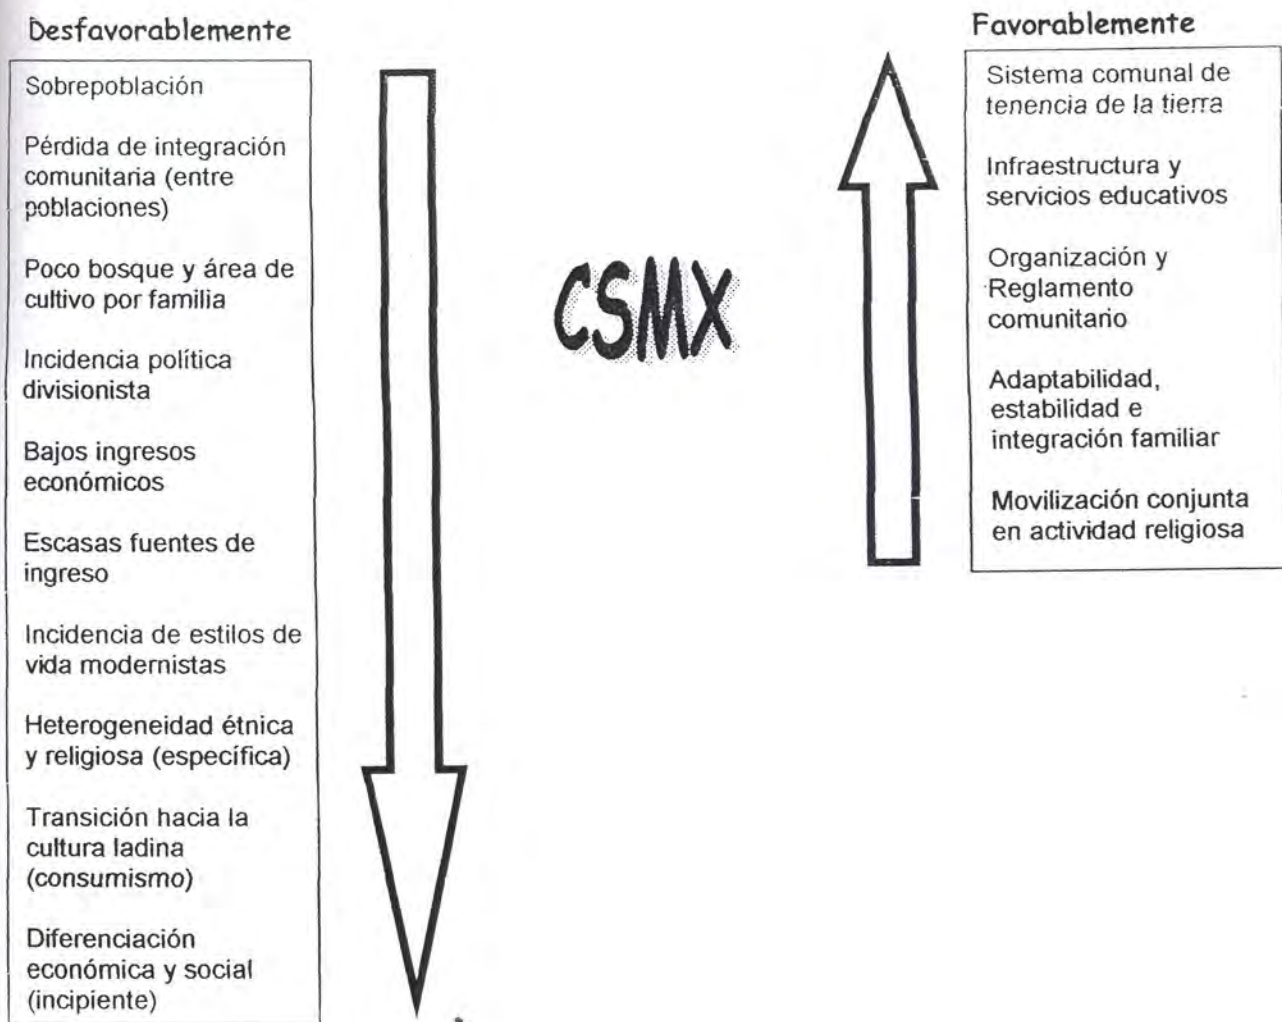 Desfavorablemente
Sobrepoblación
Pérdida de integración
comunitaria (entre
poblaciones)
Poco bosque y área de
cultivo por familia
Incidencia política
divisionista
Bajos ingresos
económicos
Escasas fuentes de
ingreso
Incidencia de estilos de
vida modernistas
Heterogeneidad étnica
y religiosa (específica)
Transición hacia la
cultura ladina
(consumismo)
Diferenciación
económica y social
(incipiente)
CSMX
Favorablemente
Sistema comunal de
tenencia de la tierra
Infraestructura y
servicios educativos
Organización y
Reglamento
comunitario
Adaptabilidad,
estabilidad e
integración familiar
Movilización conjunta
en actividad religiosa